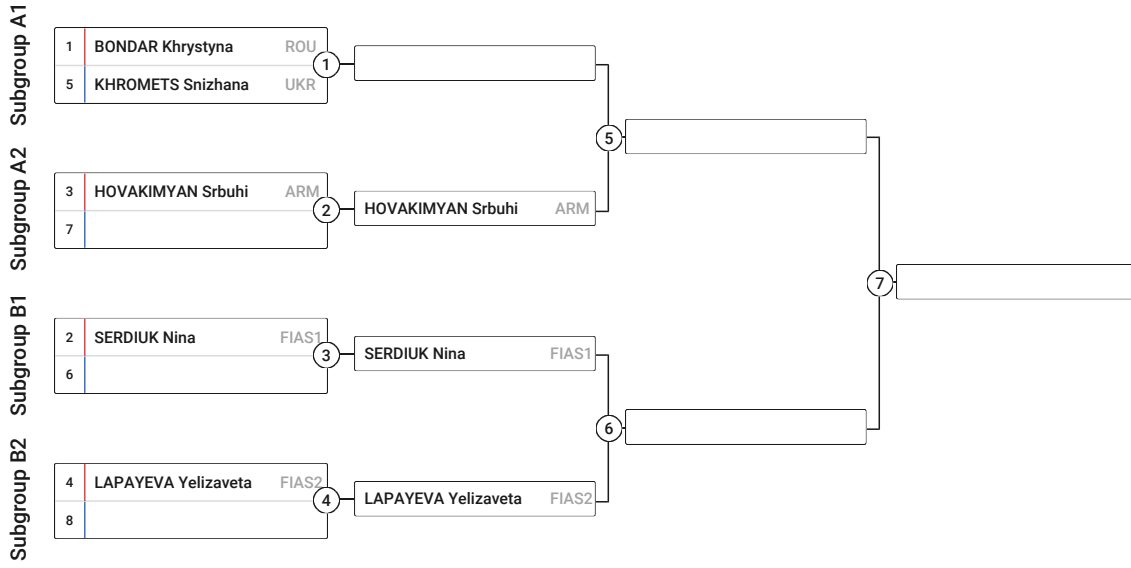 Subgroup A1
1 BONDAR Khrystyna ROU
5 KHROMETS Snizhana UKR
1
5
Subgroup A2
3 HOVAKIMYAN Srbuhi ARM
7
2
HOVAKIMYAN Srbuhi ARM
7
Subgroup B1
2 SERDIUK Nina FIAS1
6
3
SERDIUK Nina FIAS1
6
Subgroup B2
4 LAPAYEVA Yelizaveta FIAS2
8
4
LAPAYEVA Yelizaveta FIAS2